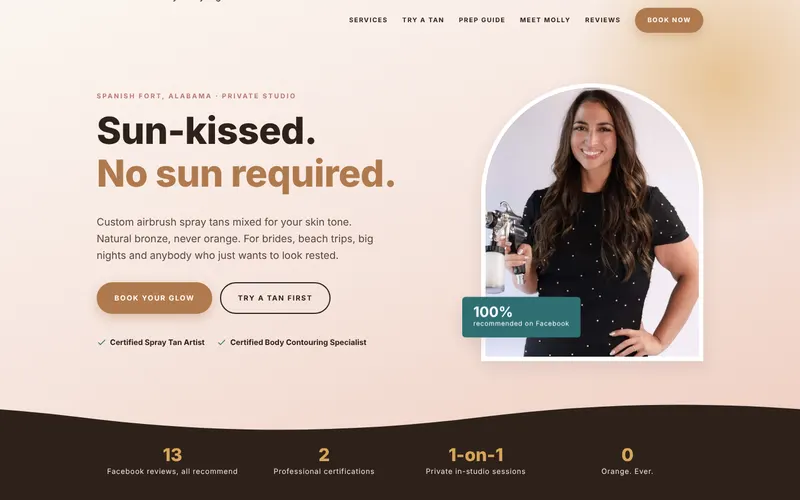 SERVICES TRY A TAN PREP GUIDE MEET MOLLY REVIEWS BOOK NOW
SPANISH FORT, ALABAMA · PRIVATE STUDIO
Sun-kissed.
No sun required.
Custom airbrush spray tans mixed for your skin tone.
Natural bronze, never orange. For brides, beach trips, big
nights and anybody who just wants to look rested.
BOOK YOUR GLOW TRY A TAN FIRST
Certified Spray Tan Artist Certified Body Contouring Specialist
100%
recommended on Facebook
13 2 1-on-1 0
Facebook reviews, all recommend Professional certifications Private in-studio sessions Orange. Ever.